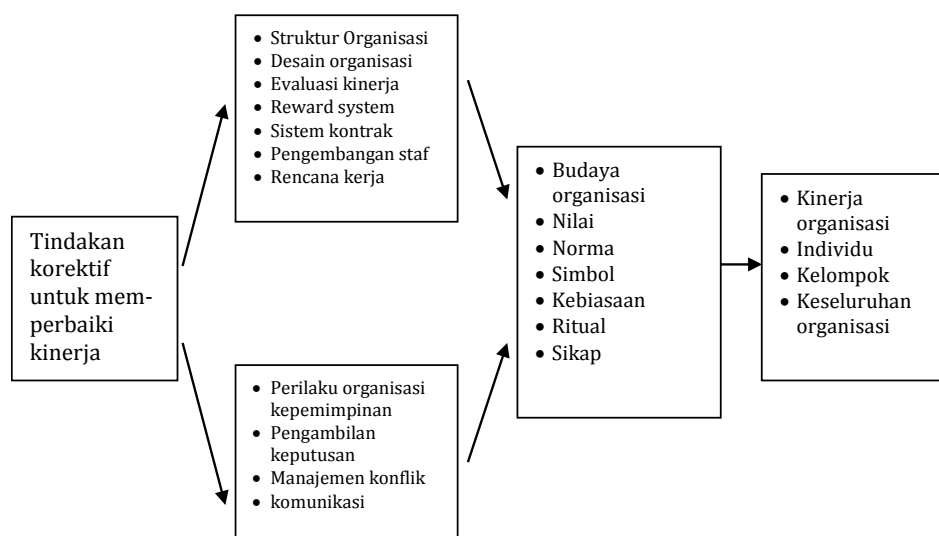 • Struktur Organisasi
• Desain organisasi
• Evaluasi kinerja
• Reward system
• Sistem kontrak
• Pengembangan staf
• Rencana kerja
Tindakan
korektif
untuk mem-
perbaiki
kinerja
• Perilaku organisasi
kepemimpinan
• Pengambilan
keputusan
• Manajemen konflik
• komunikasi
• Budaya
organisasi
• Nilai
• Norma
• Simbol
• Kebiasaan
• Ritual
• Sikap
• Kinerja
organisasi
• Individu
• Kelompok
• Keseluruhan
organisasi